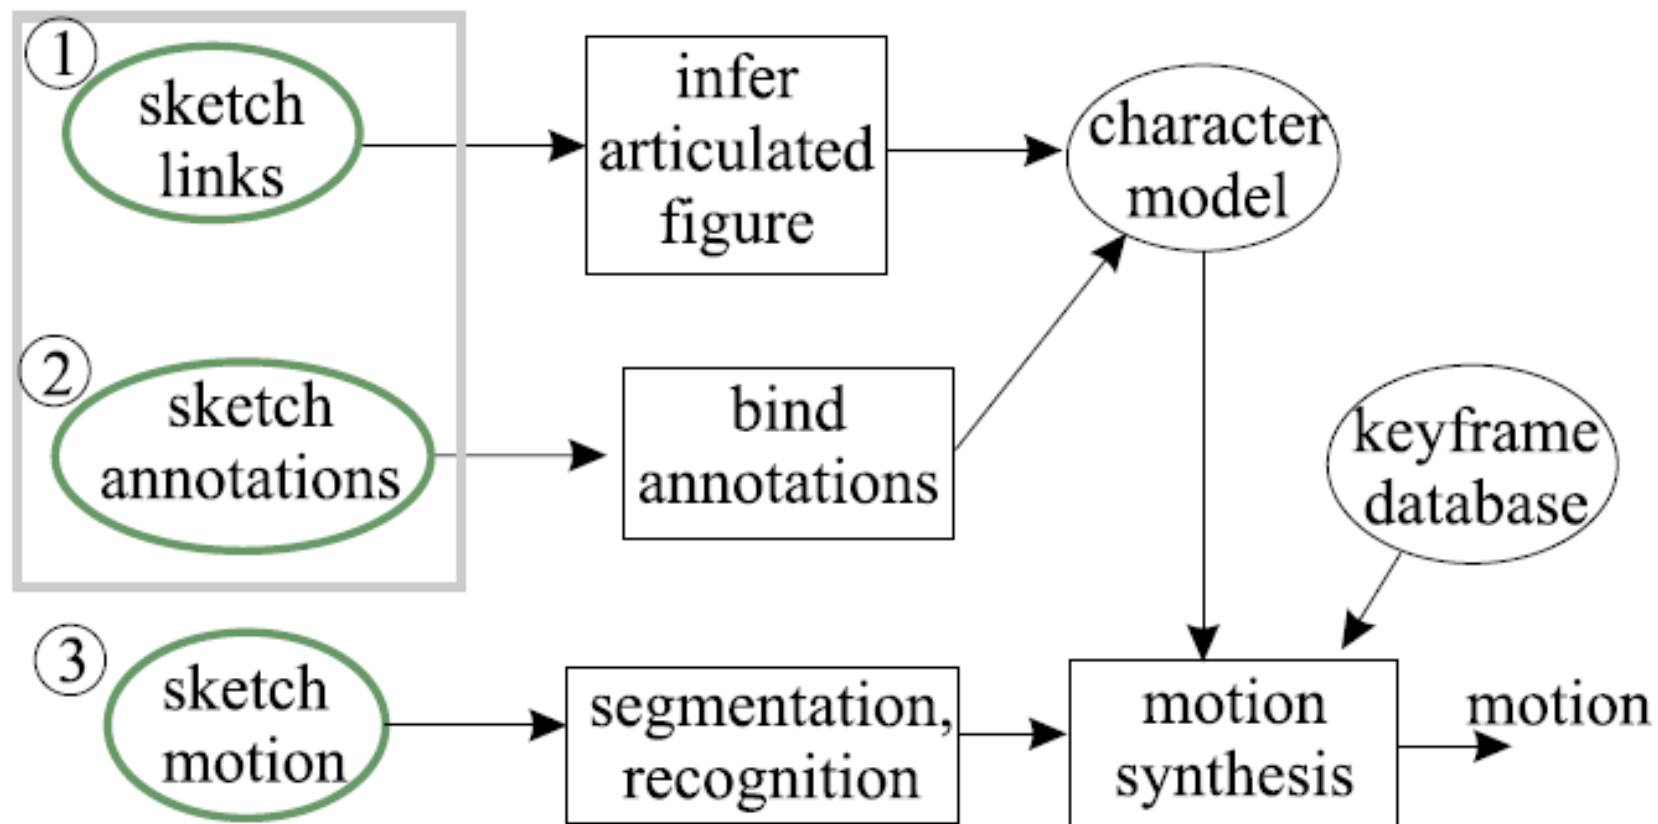 1
sketch
links
infer
articulated
figure
character
model
2
sketch
annotations
bind
annotations
keyframe
database
3
sketch
motion
segmentation,
recognition
motion
synthesis
motion